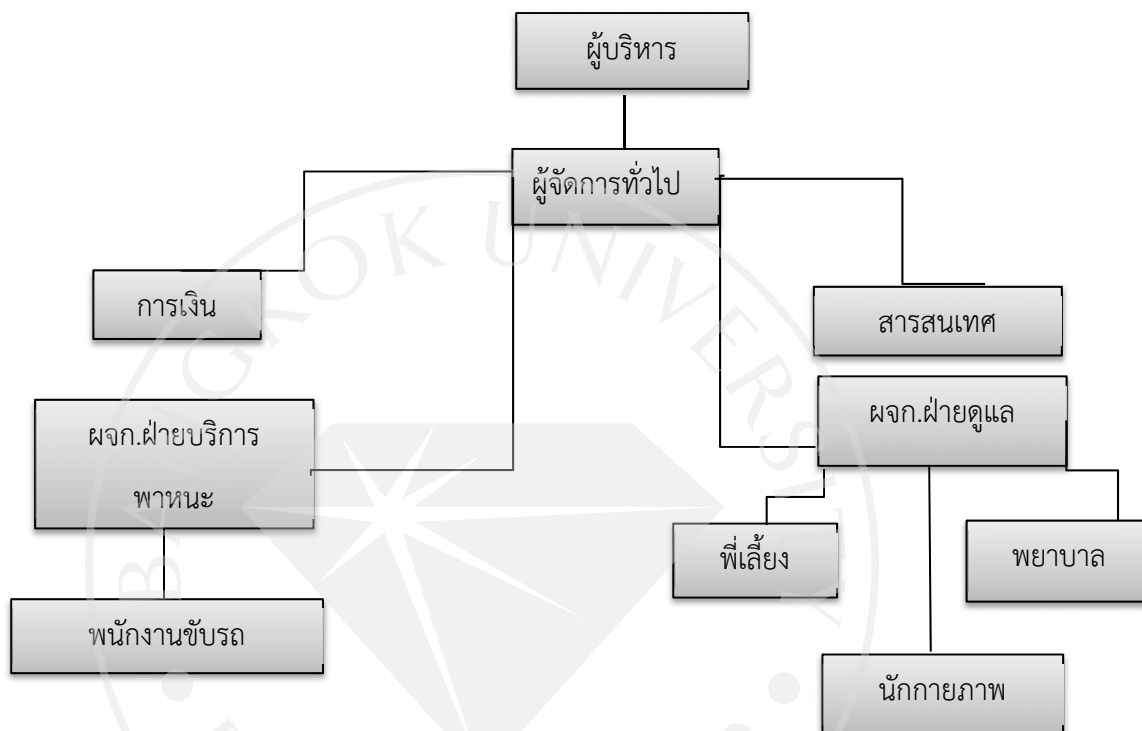 ผู้บริหาร
ผู้จัดการทั่วไป
การเงิน
สารสนเทศ
ผจก.ฝ่ายบริการ
พาหนะ
ผจก.ฝ่ายดูแล
พี่เลี้ยง
พยาบาล
พนักงานขับรถ
นักกายภาพ
BANGKOK UNIVERSITY